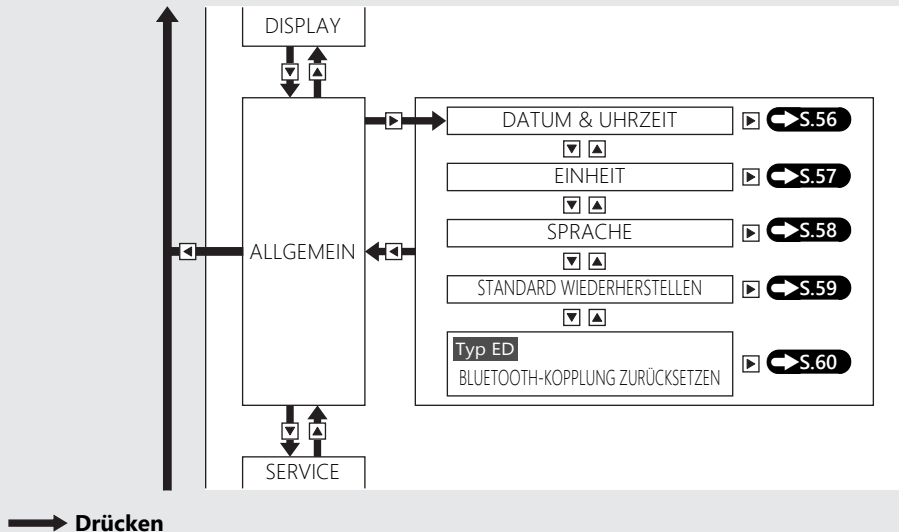 DISPLAY
DATUM & UHRZEIT S.56
EINHEIT S.57
SPRACHE S.58
ALLGEMEIN
STANDARD WIEDERHERSTELLEN S.59
Typ ED
BLUETOOTH-KOPPLUNG ZURÜCKSETZEN S.60
SERVICE
Drücken